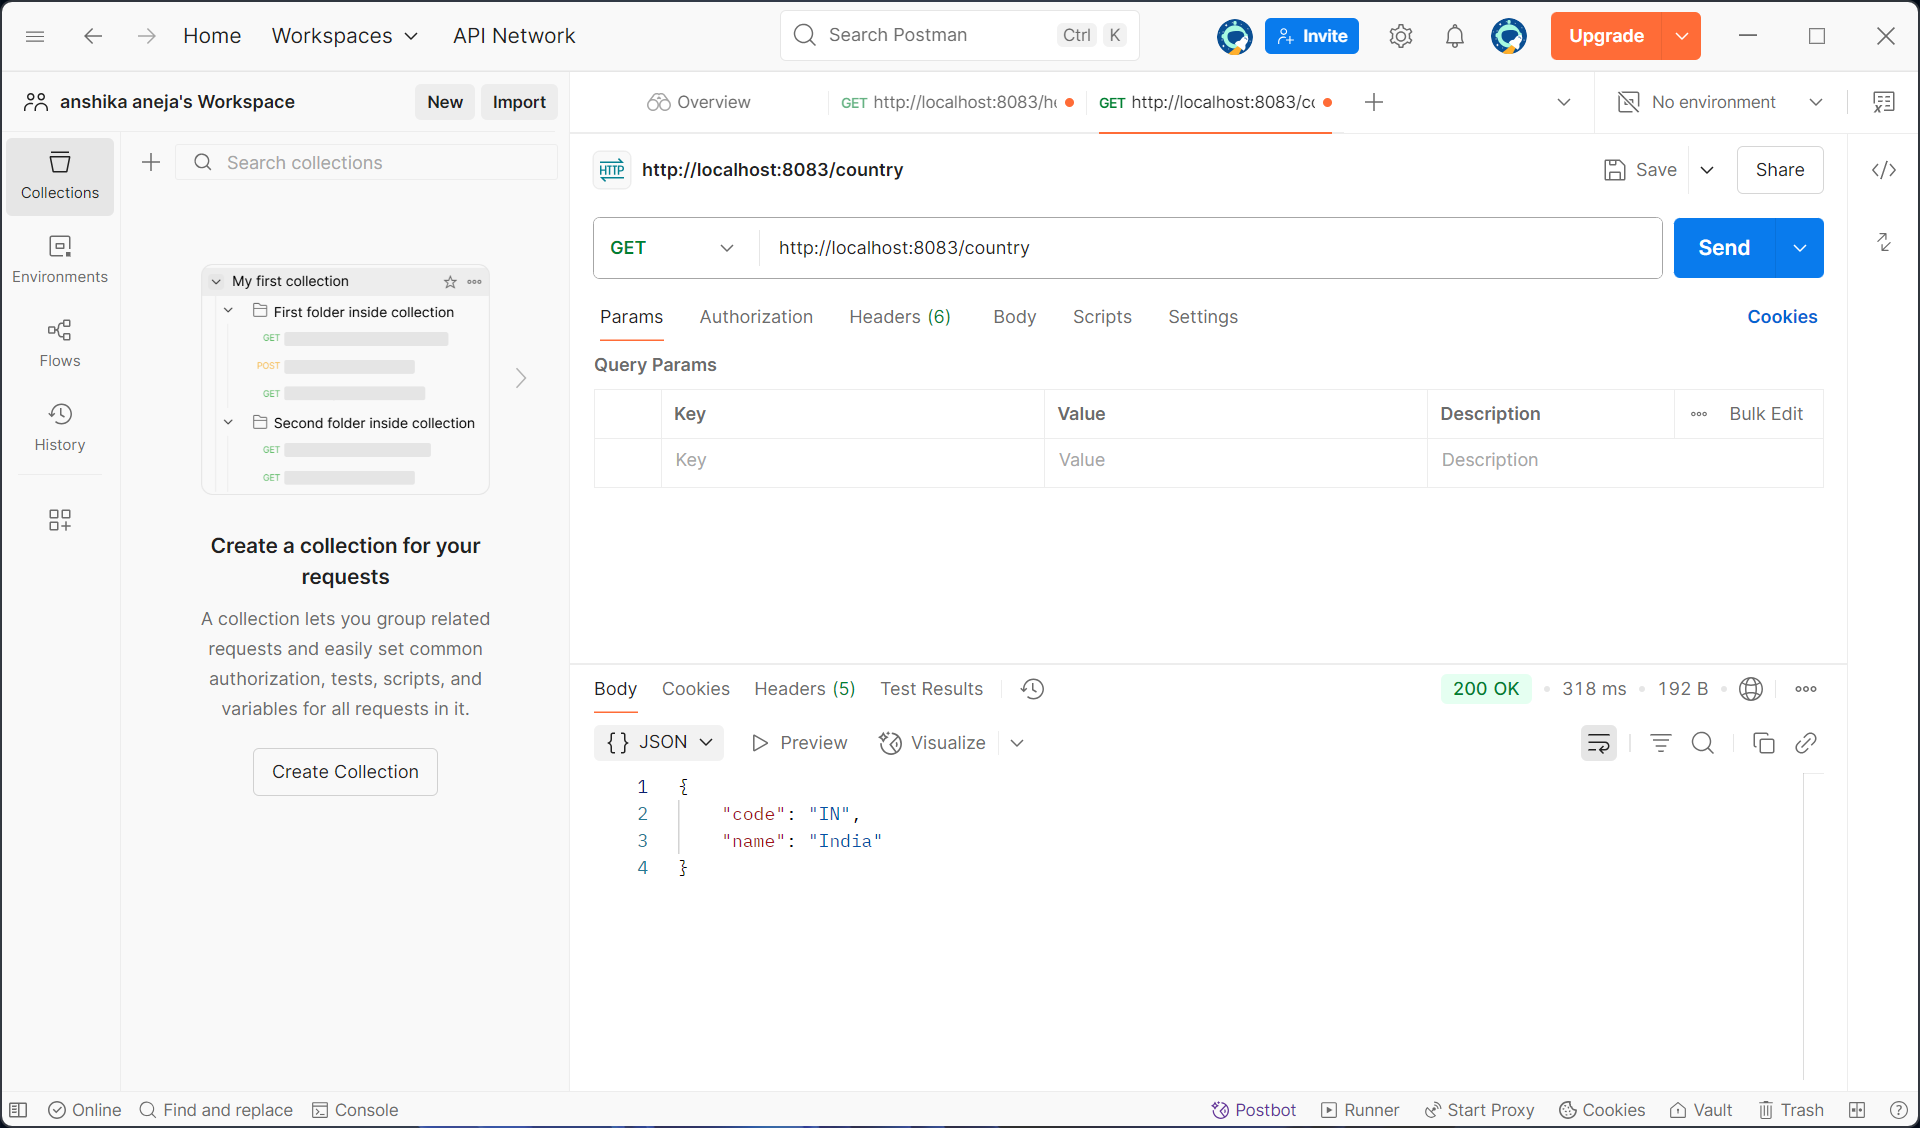 Home Workspaces API Network Search Postman Ctrl K Invite Upgrade
anshika aneja's Workspace New Import
Overview GET http://localhost:8083/he GET http://localhost:8083/co No environment
Collections
Environments
Flows
History
Search collections
My first collection
First folder inside collection
GET
POST
GET
Second folder inside collection
GET
GET
Create a collection for your
requests
A collection lets you group related
requests and easily set common
authorization, tests, scripts, and
variables for all requests in it.
Create Collection
HTTP http://localhost:8083/country Save Share
GET http://localhost:8083/country Send
Params Authorization Headers (6) Body Scripts Settings Cookies
Query Params
Key Value Description Bulk Edit
Key Value Description
Body Cookies Headers (5) Test Results 200 OK 318 ms 192 B
{} JSON Preview Visualize
1 {
2 "code": "IN",
3 "name": "India"
4 }
Online Find and replace Console Postbot Runner Start Proxy Cookies Vault Trash